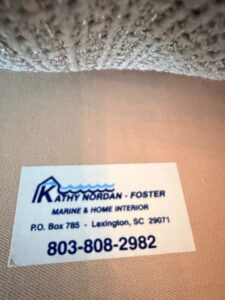 KATHY NORDAN - FOSTER
MARINE & HOME INTERIOR
P.O. Box 785 - Lexington, SC 29071
803-808-2982